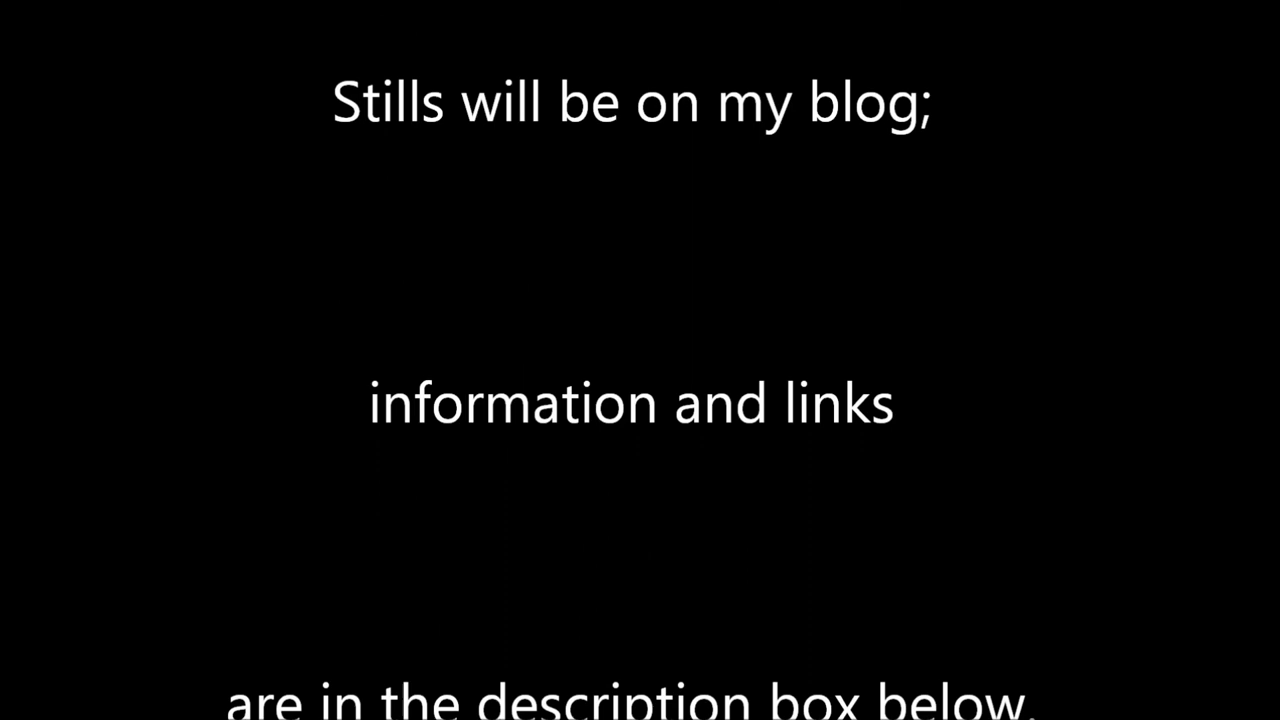 Stills will be on my blog;
information and links
are in the description box below.